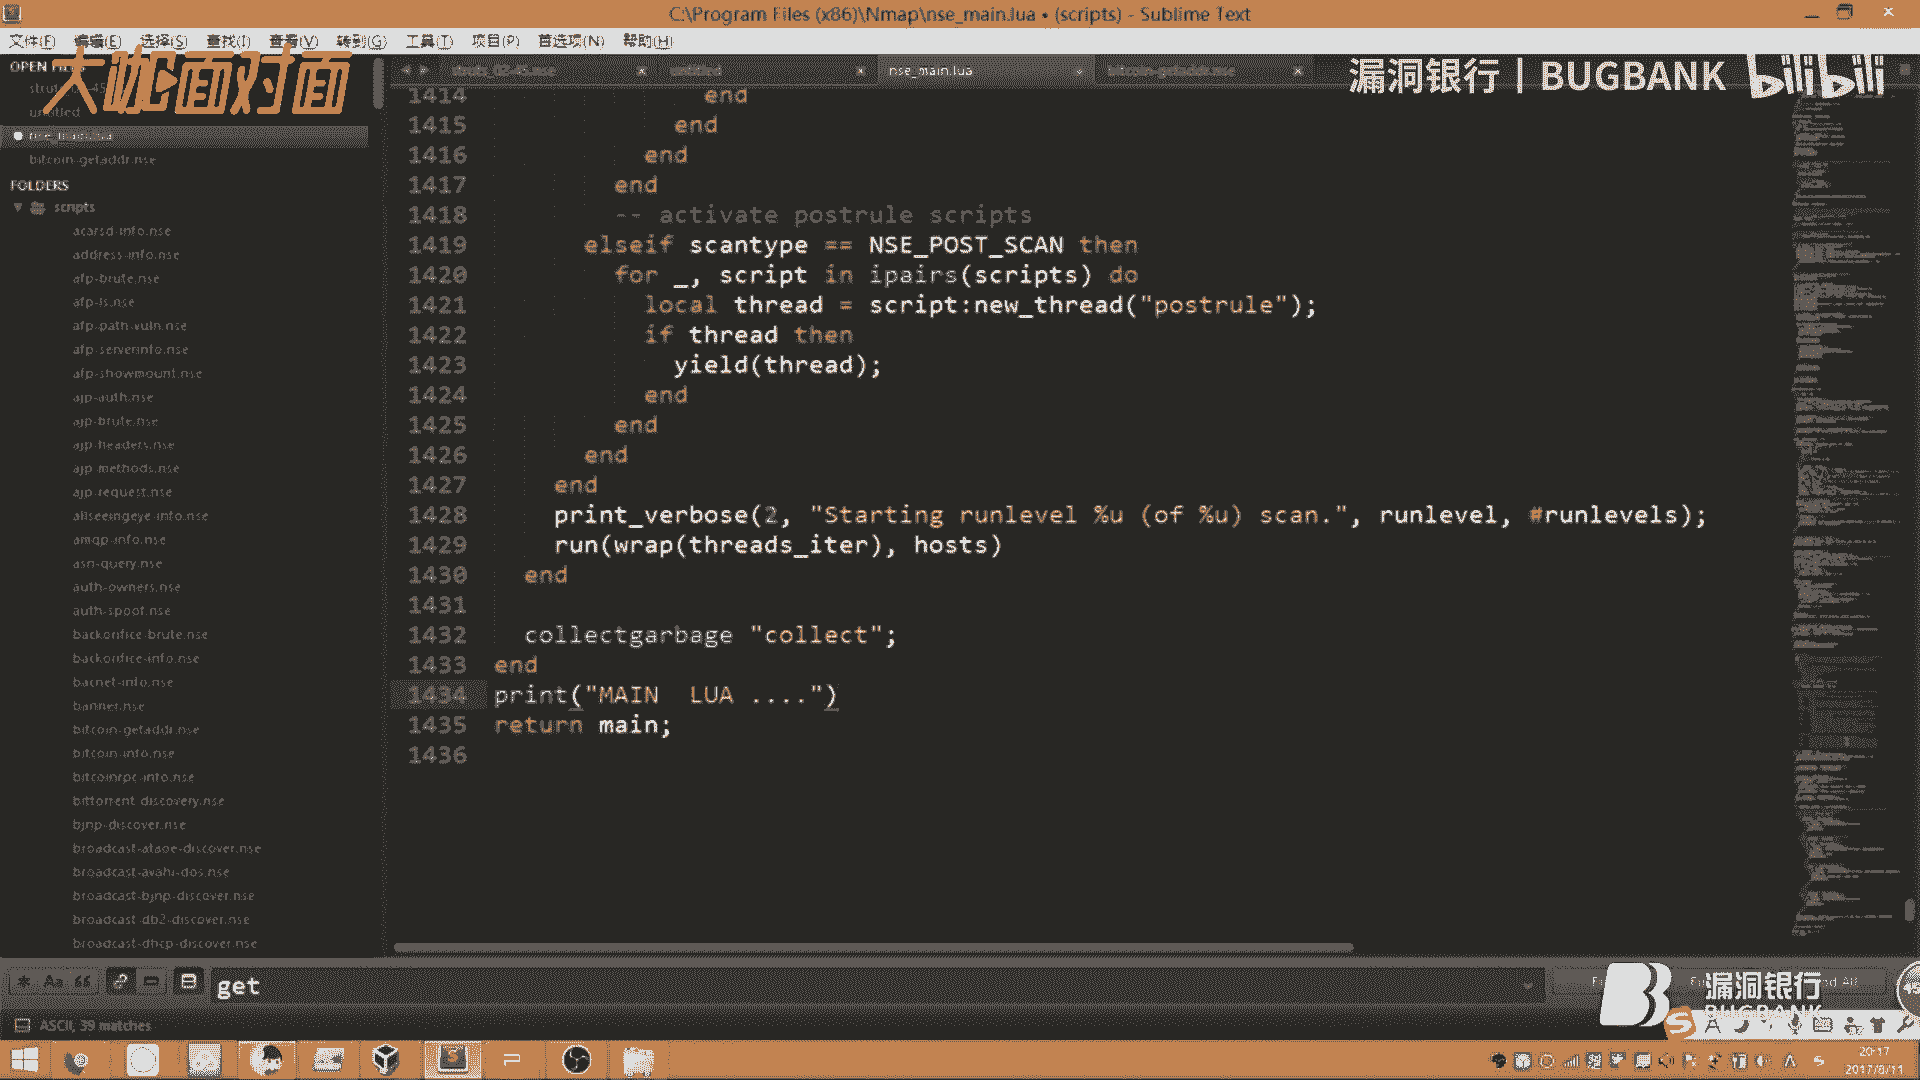 C:\Program Files (x86)\Nmap\nse_main.lua • (scripts) - Sublime Text
文件(F) 编辑(E) 选择(S) 查找(I) 查看(V) 转到(G) 工具(T) 项目(P) 首选项(N) 帮助(H)
大咖面对面
漏洞银行 | BUGBANK bilibili
OPEN FILES
untitled
nse_main.lua
bitcoin-getaddr.nse
FOLDERS
scripts
acarsd-info.nse
address-info.nse
afp-brute.nse
afp-ls.nse
afp-path-vuln.nse
afp-serverinfo.nse
afp-showmount.nse
ajp-auth.nse
ajp-brute.nse
ajp-headers.nse
ajp-methods.nse
ajp-request.nse
allseeingeye-info.nse
amqp-info.nse
asn-query.nse
auth-owners.nse
auth-spoof.nse
backorifice-brute.nse
backorifice-info.nse
bacnet-info.nse
banner.nse
bitcoin-getaddr.nse
bitcoin-info.nse
bitcoinrpc-info.nse
bittorrent-discovery.nse
bjnp-discover.nse
broadcast-ataoe-discover.nse
broadcast-avahi-dos.nse
broadcast-bjnp-discover.nse
broadcast-db2-discover.nse
broadcast-dhcp-discover.nse
untitled nse_main.lua bitcoin-getaddr.nse
1414 end
1415 end
1416 end
1417 end
1418 -- activate postrule scripts
1419 elseif scantype == NSE_POST_SCAN then
1420 for _, script in ipairs(scripts) do
1421 local thread = script:new_thread("postrule");
1422 if thread then
1423 yield(thread);
1424 end
1425 end
1426 end
1427 end
1428 print_verbose(2, "Starting runlevel %u (of %u) scan.", runlevel, #runlevels);
1429 run(wrap(threads_iter), hosts)
1430 end
1431
1432 collectgarbage "collect";
1433 end
1434 print("MAIN  LUA ....")
1435 return main;
1436
get
漏洞银行
BUGBANK
ASCII, 39 matches
20:17
2017/8/11